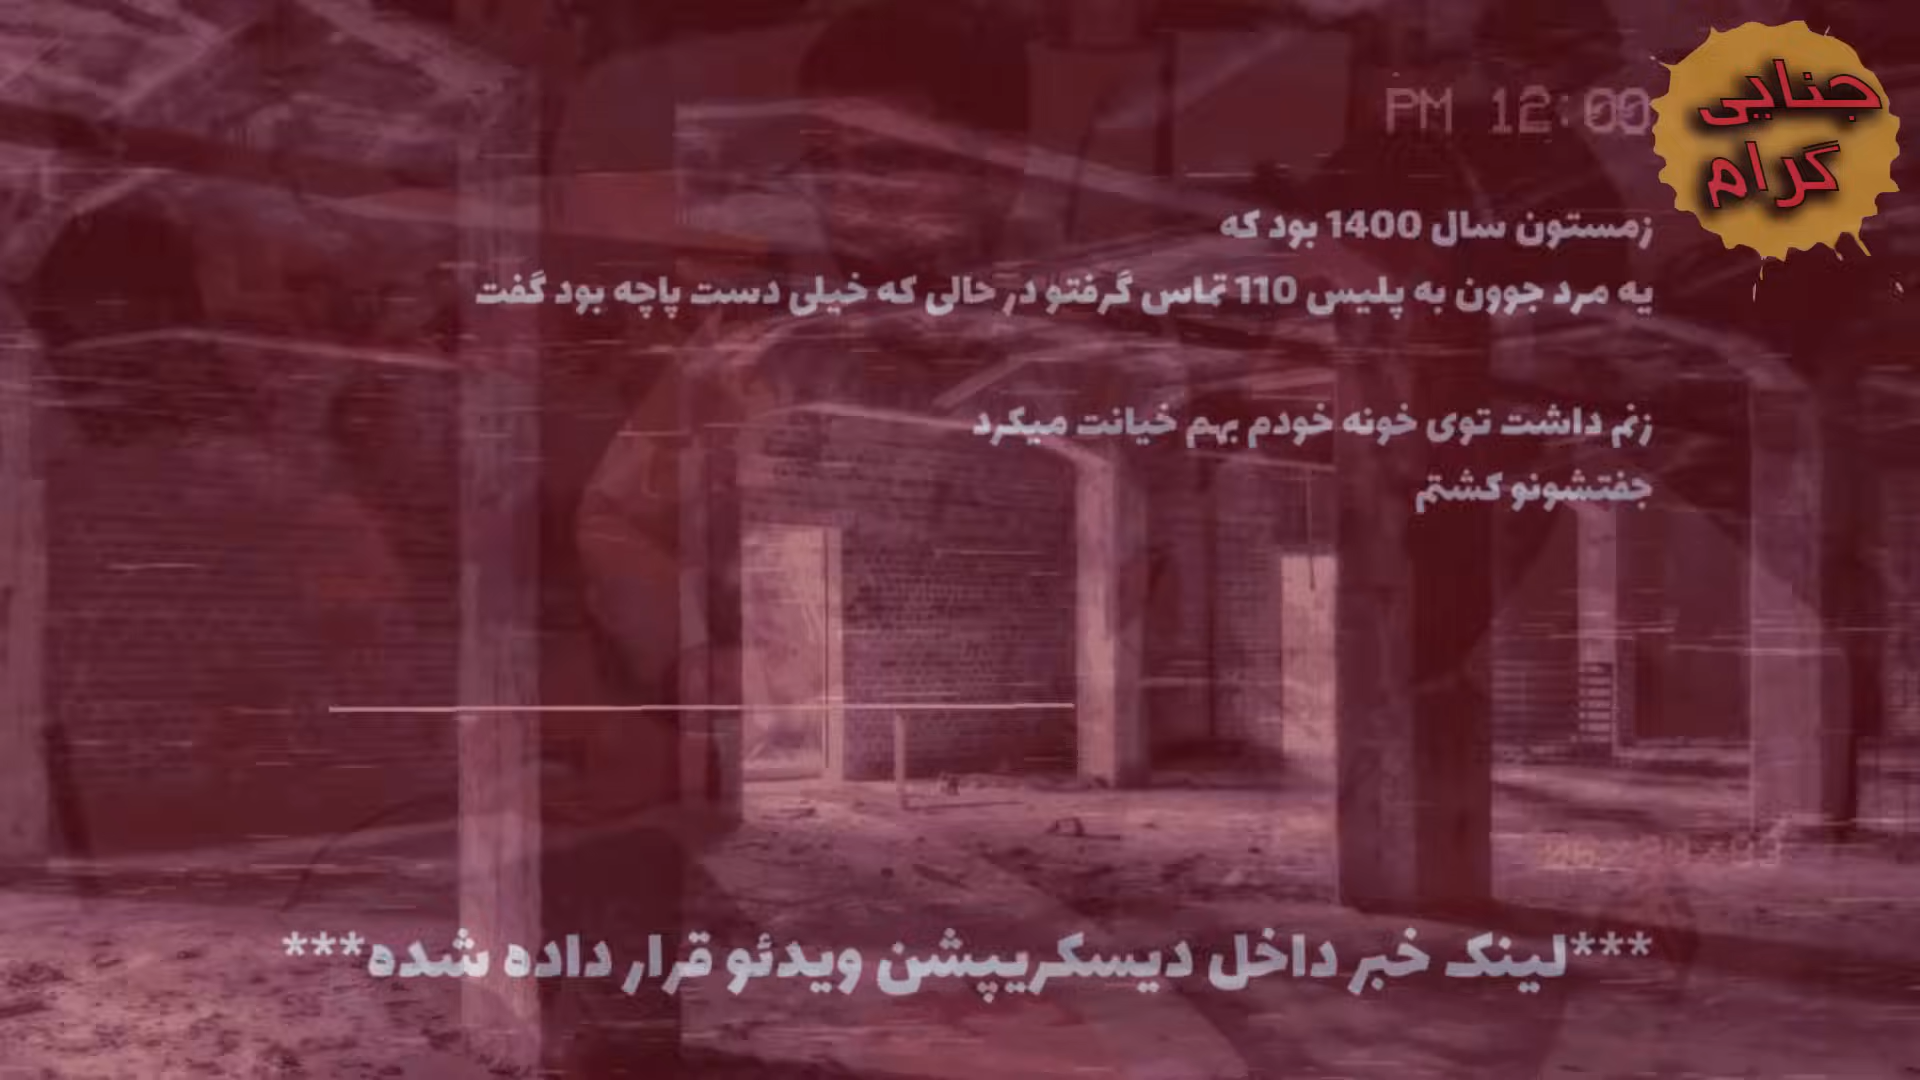 جنایی
گرام
PM 12:00
زمستون سال 1400 بود که
یه مرد جوون به پلیس 110 تماس گرفتو در حالی که خیلی دست پاچه بود گفت
زنم داشت توی خونه خودم بهم خیانت میکرد
جفتشونو کشتم
***لینک خبر داخل دیسکریپشن ویدئو قرار داده شده***